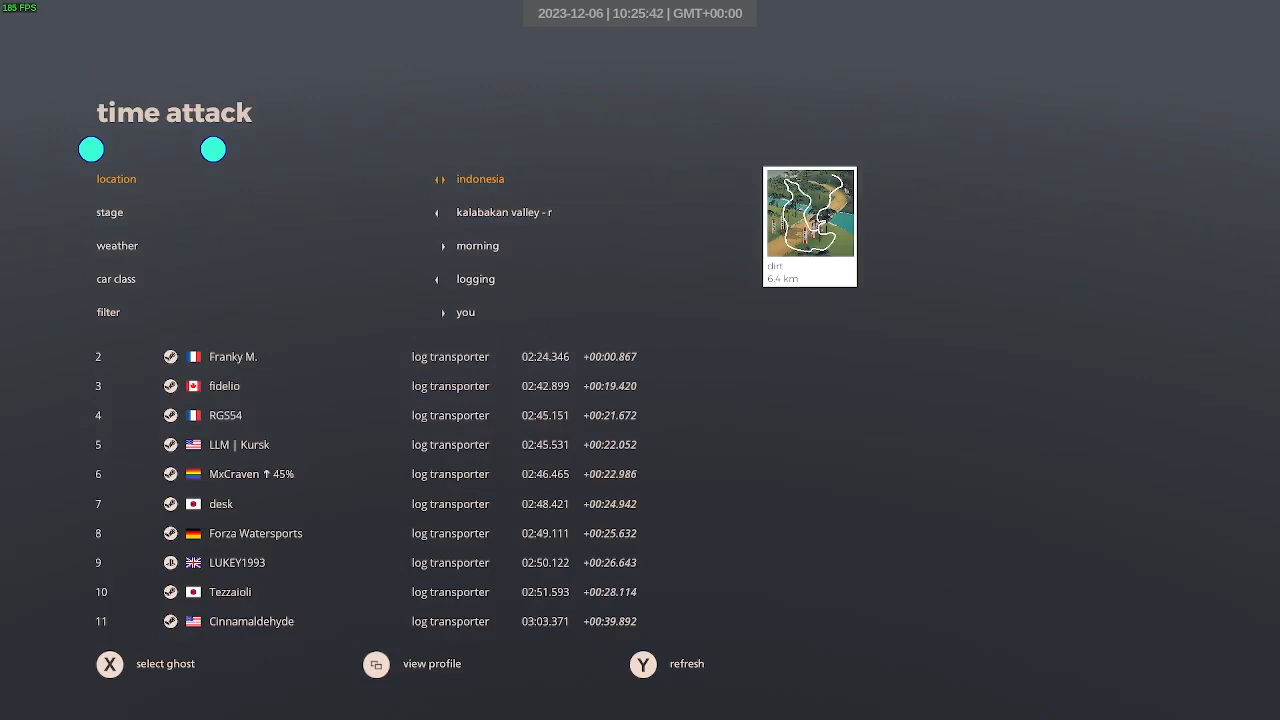 185 FPS
2023-12-06 | 10:25:42 | GMT+00:00
time attack
location indonesia
stage kalabakan valley - r
weather morning
car class logging
filter you
dirt
6.4 km
2 Franky M. log transporter 02:24.346 +00:00.867
3 fidelio log transporter 02:42.899 +00:19.420
4 RGS54 log transporter 02:45.151 +00:21.672
5 LLM | Kursk log transporter 02:45.531 +00:22.052
6 MxCraven ↑ 45% log transporter 02:46.465 +00:22.986
7 desk log transporter 02:48.421 +00:24.942
8 Forza Watersports log transporter 02:49.111 +00:25.632
9 LUKEY1993 log transporter 02:50.122 +00:26.643
10 Tezzaioli log transporter 02:51.593 +00:28.114
11 Cinnamaldehyde log transporter 03:03.371 +00:39.892
X select ghost view profile Y refresh